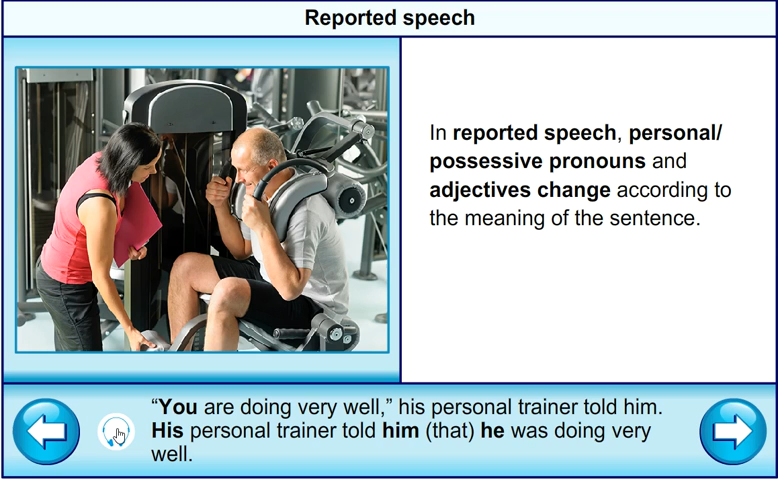 Reported speech
In reported speech, personal/
possessive pronouns and
adjectives change according to
the meaning of the sentence.
“You are doing very well,” his personal trainer told him.
His personal trainer told him (that) he was doing very
well.